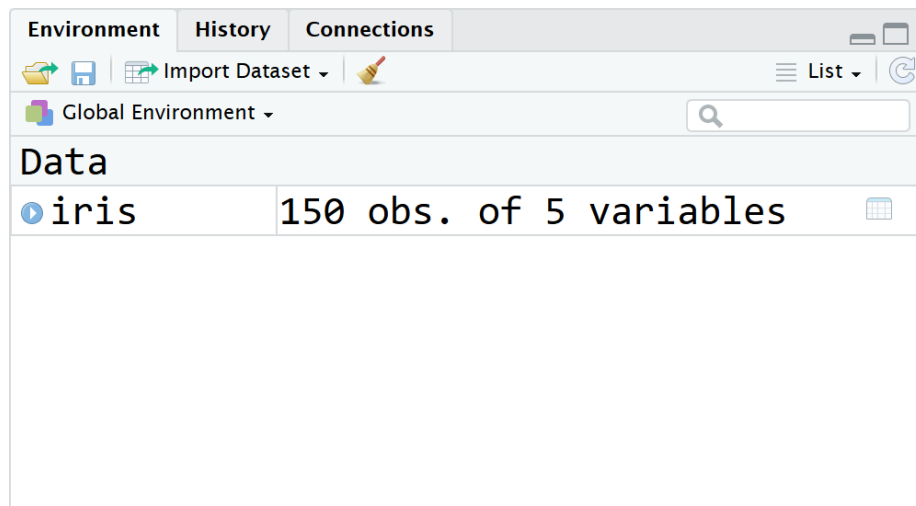 Environment History Connections
Import Dataset List
Global Environment
Data
iris 150 obs. of 5 variables